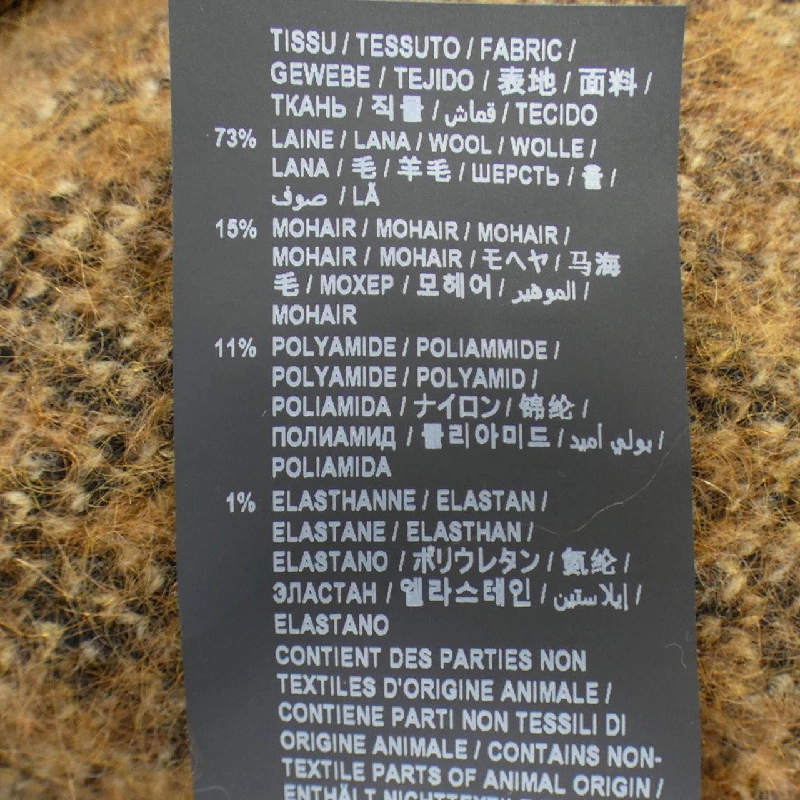 TISSU / TESSUTO / FABRIC /
GEWEBE / TEJIDO / 表地 / 面料 /
ТКАНЬ / 직물 / قماش / TECIDO
73% LAINE / LANA / WOOL / WOLLE /
LANA / 毛 / 羊毛 / ШЕРСТЬ / 울 /
صوف / LÃ
15% MOHAIR / MOHAIR / MOHAIR /
MOHAIR / MOHAIR / モヘヤ / 马海
毛 / МОХЕР / 모헤어 / الموهير /
MOHAIR
11% POLYAMIDE / POLIAMMIDE /
POLYAMIDE / POLYAMID /
POLIAMIDA / ナイロン / 锦纶 /
ПОЛИАМИД / 폴리아미드 / بولي أميد /
POLIAMIDA
1% ELASTHANNE / ELASTAN /
ELASTANE / ELASTHAN /
ELASTANO / ポリウレタン / 氨纶 /
ЭЛАСТАН / 엘라스테인 / إيلاستين /
ELASTANO
CONTIENT DES PARTIES NON
TEXTILES D'ORIGINE ANIMALE /
CONTIENE PARTI NON TESSILI DI
ORIGINE ANIMALE / CONTAINS NON-
TEXTILE PARTS OF ANIMAL ORIGIN /
ENTHÄLT